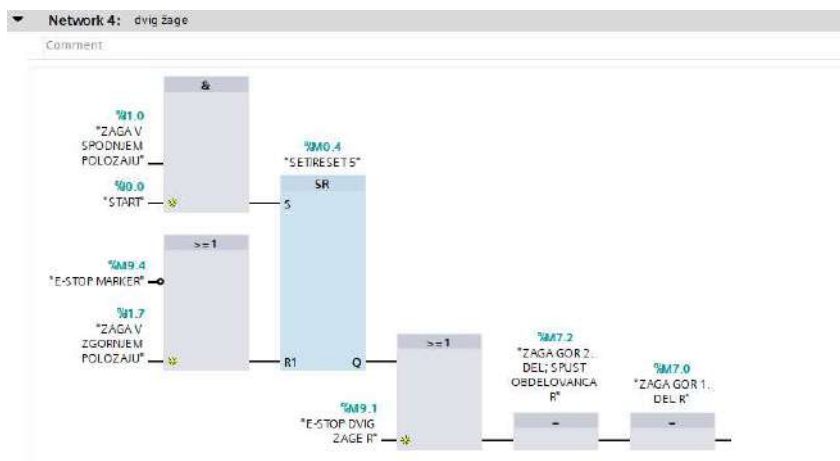 Network 4: dvig žage
Comment
&
%I1.0
"ZAGA V
SPODNJEM
POLOZAJU"
%I0.0
"START"
%M0.4
"SET/RESET 5"
SR
S
R1
Q
>=1
%M9.4
"E-STOP MARKER"
%I1.7
"ZAGA V
ZGORNJEM
POLOZAJU"
>=1
%M9.1
"E-STOP DVIG
ZAGE R"
%M7.2
"ZAGA GOR 2.
DEL; SPUST
OBDELOVANCA
R"
=
%M7.0
"ZAGA GOR 1.
DEL R"
=